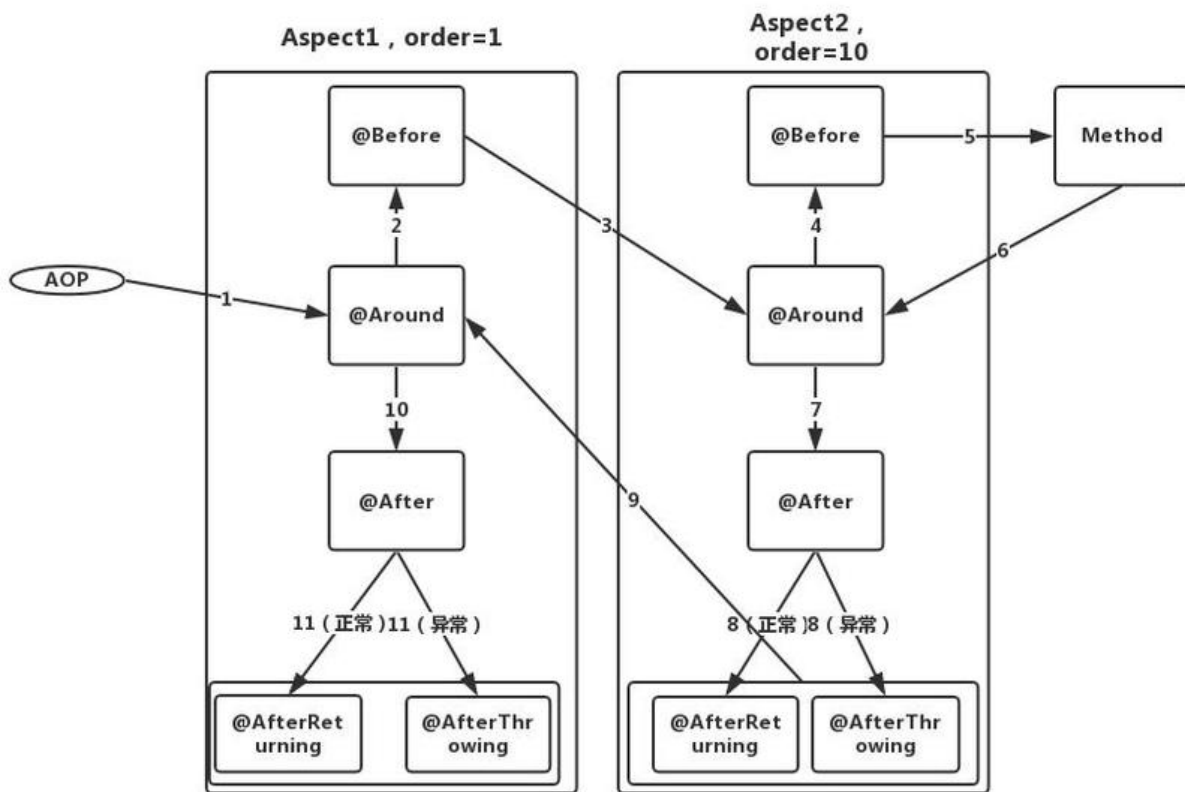 Aspect1，order=1
Aspect2，
order=10
@Before
@Before
5
Method
2
3
4
6
AOP
1
@Around
@Around
10
7
@After
9
@After
11（正常）
11（异常）
8（正常）
8（异常）
@AfterRet
urning
@AfterThr
owing
@AfterRet
urning
@AfterThr
owing